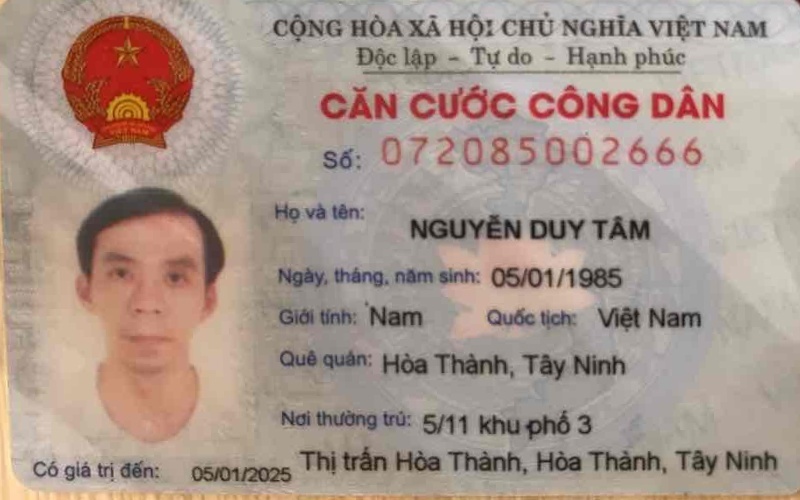 CỘNG HÒA XÃ HỘI CHỦ NGHĨA VIỆT NAM
Độc lập - Tự do - Hạnh phúc
CĂN CƯỚC CÔNG DÂN
Số: 072085002666
Họ và tên: NGUYỄN DUY TÂM
Ngày, tháng, năm sinh: 05/01/1985
Giới tính: Nam Quốc tịch: Việt Nam
Quê quán: Hòa Thành, Tây Ninh
Nơi thường trú: 5/11 khu phố 3
Thị trấn Hòa Thành, Hòa Thành, Tây Ninh
Có giá trị đến: 05/01/2025